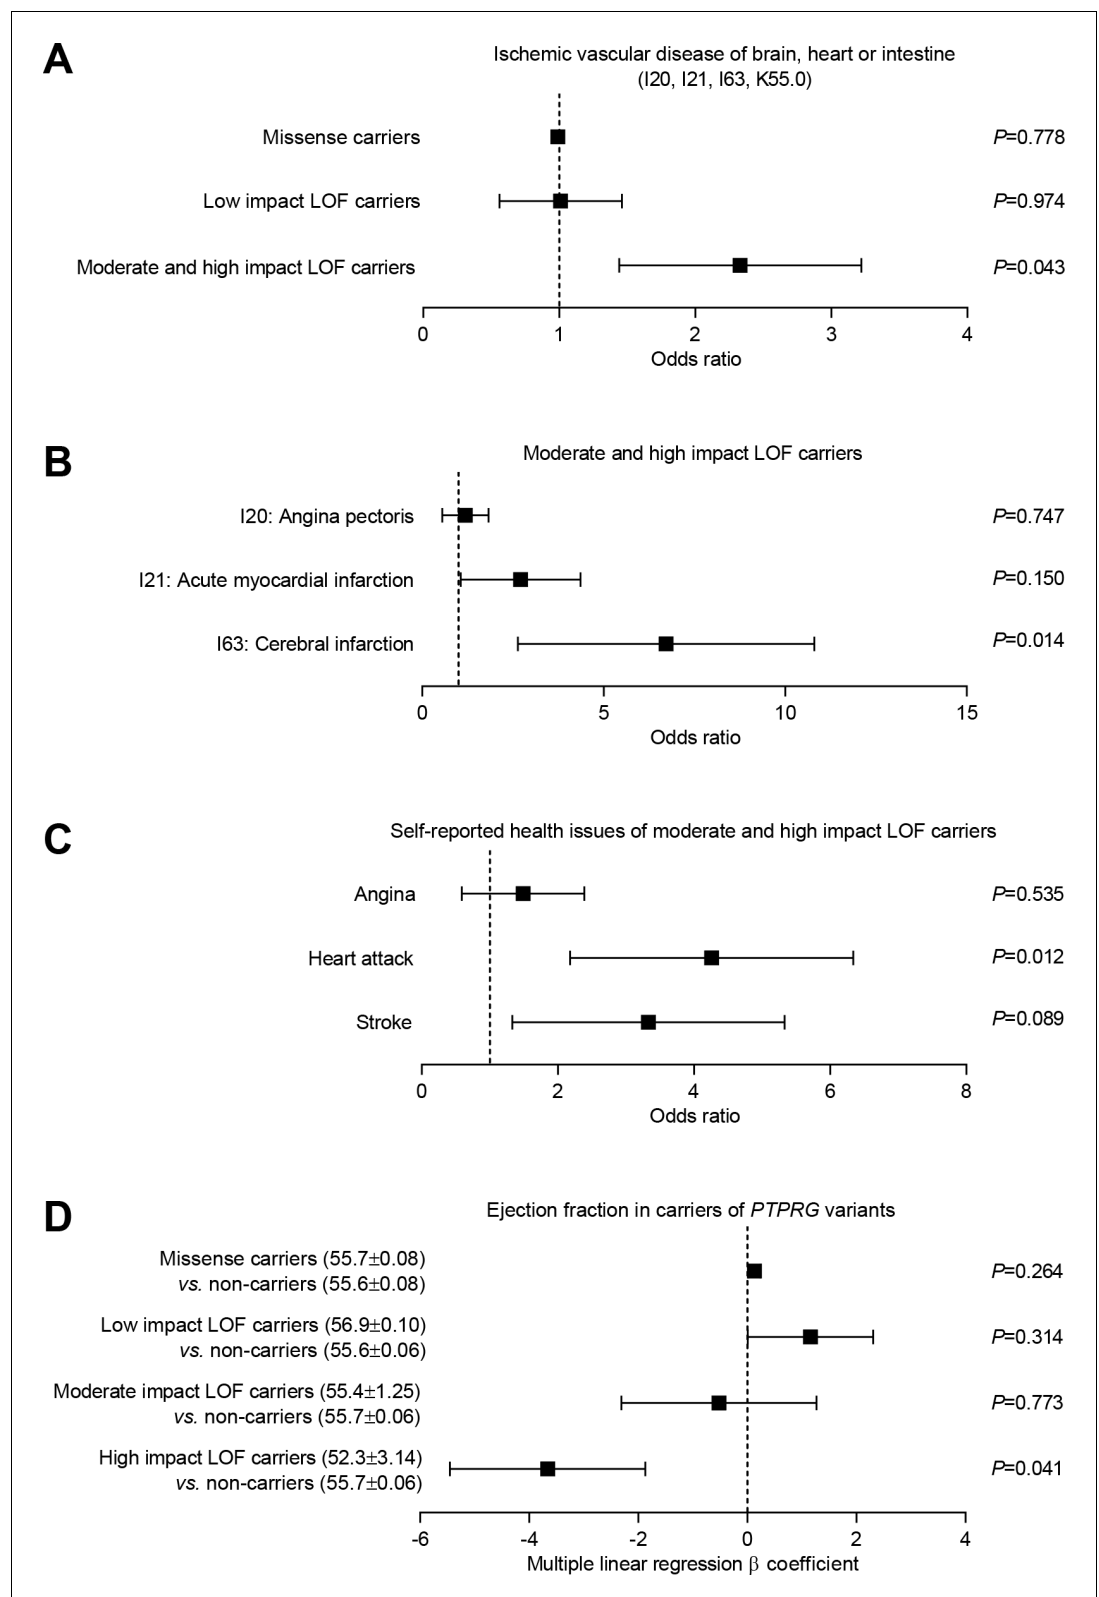 A
Ischemic vascular disease of brain, heart or intestine
(I20, I21, I63, K55.0)
Missense carriers
P=0.778
Low impact LOF carriers
P=0.974
Moderate and high impact LOF carriers
P=0.043
0 1 2 3 4
Odds ratio
B
Moderate and high impact LOF carriers
I20: Angina pectoris
P=0.747
I21: Acute myocardial infarction
P=0.150
I63: Cerebral infarction
P=0.014
0 5 10 15
Odds ratio
C
Self-reported health issues of moderate and high impact LOF carriers
Angina
P=0.535
Heart attack
P=0.012
Stroke
P=0.089
0 2 4 6 8
Odds ratio
D
Ejection fraction in carriers of PTPRG variants
Missense carriers (55.7±0.08)
vs. non-carriers (55.6±0.08)
P=0.264
Low impact LOF carriers (56.9±0.10)
vs. non-carriers (55.6±0.06)
P=0.314
Moderate impact LOF carriers (55.4±1.25)
vs. non-carriers (55.7±0.06)
P=0.773
High impact LOF carriers (52.3±3.14)
vs. non-carriers (55.7±0.06)
P=0.041
-6 -4 -2 0 2 4
Multiple linear regression β coefficient